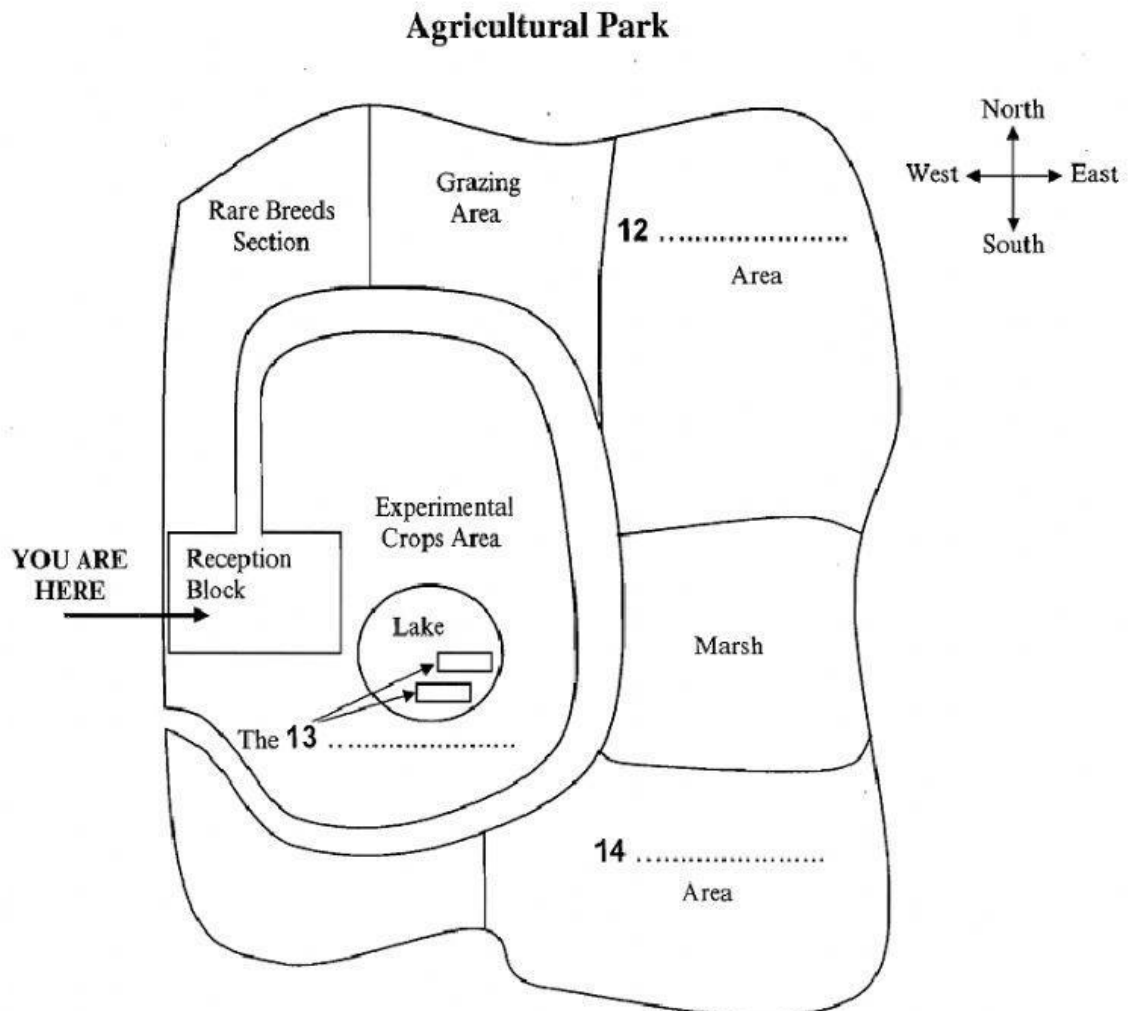 Agricultural Park
North
West East
South
Rare Breeds
Section
Grazing
Area
12 ..............................
Area
Experimental
Crops Area
YOU ARE
HERE
Reception
Block
Lake
Marsh
The 13 ..............................
14 ..............................
Area